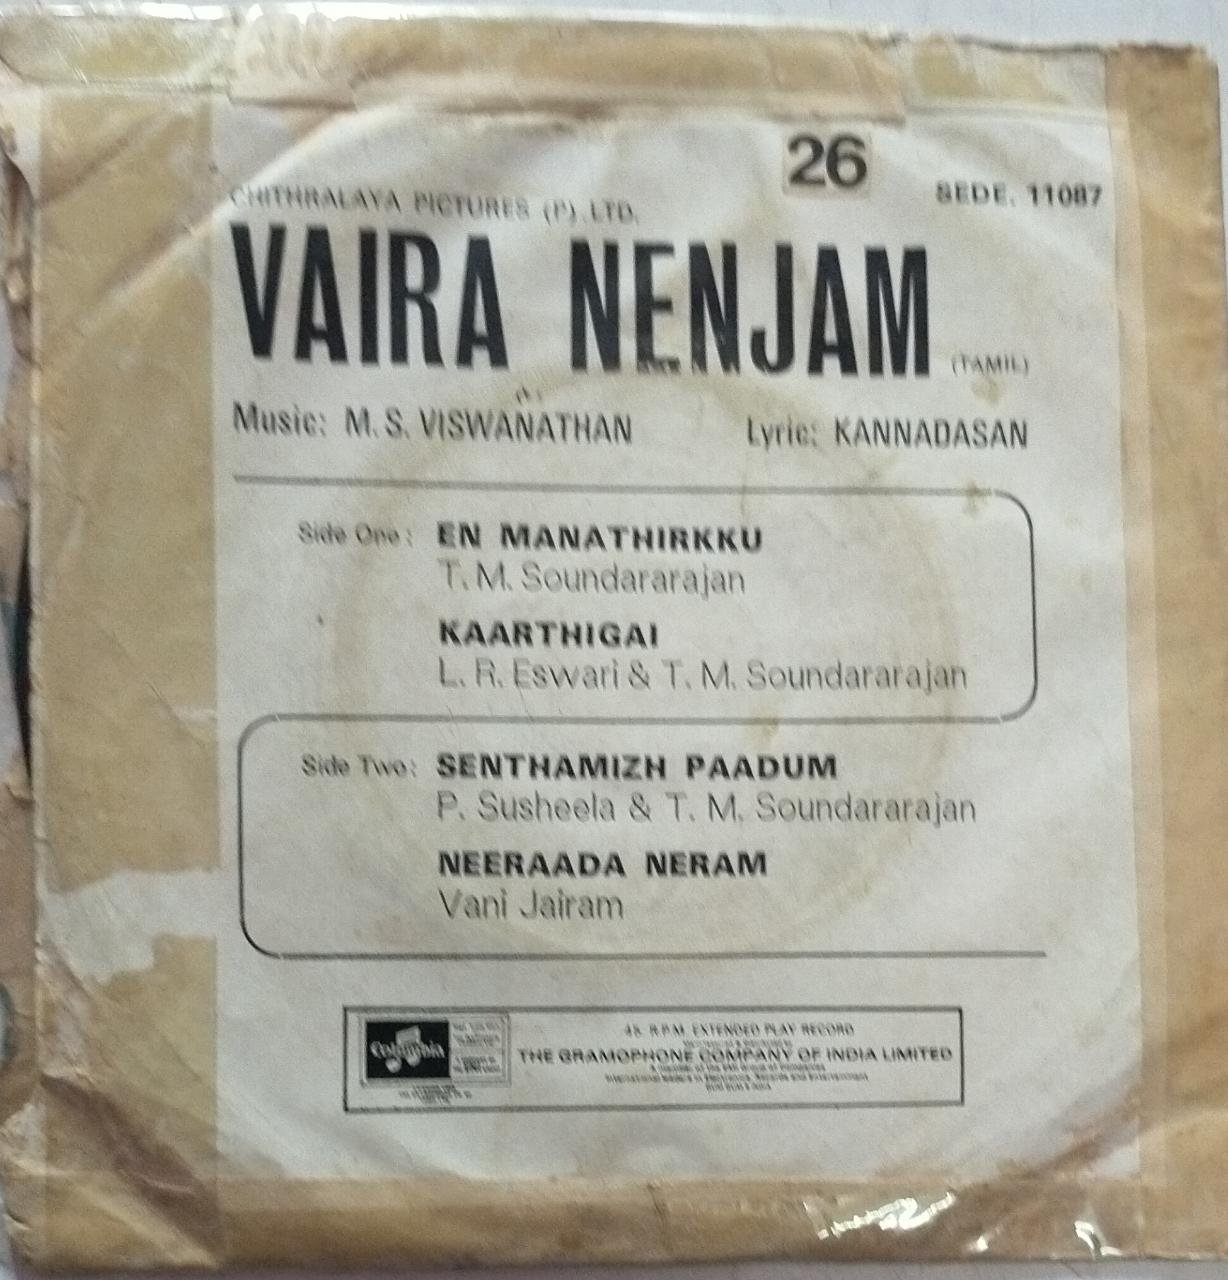 26
CHITHRALAYA PICTURES (P) LTD.
SEDE. 11087
VAIRA NENJAM (TAMIL)
Music: M. S. VISWANATHAN Lyric: KANNADASAN
Side One: EN MANATHIRKKU
T. M. Soundararajan
KAARTHIGAI
L. R. Eswari & T. M. Soundararajan
Side Two: SENTHAMIZH PAADUM
P. Susheela & T. M. Soundararajan
NEERAADA NERAM
Vani Jairam
Columbia
45 R.P.M. EXTENDED PLAY RECORD
THE GRAMOPHONE COMPANY OF INDIA LIMITED